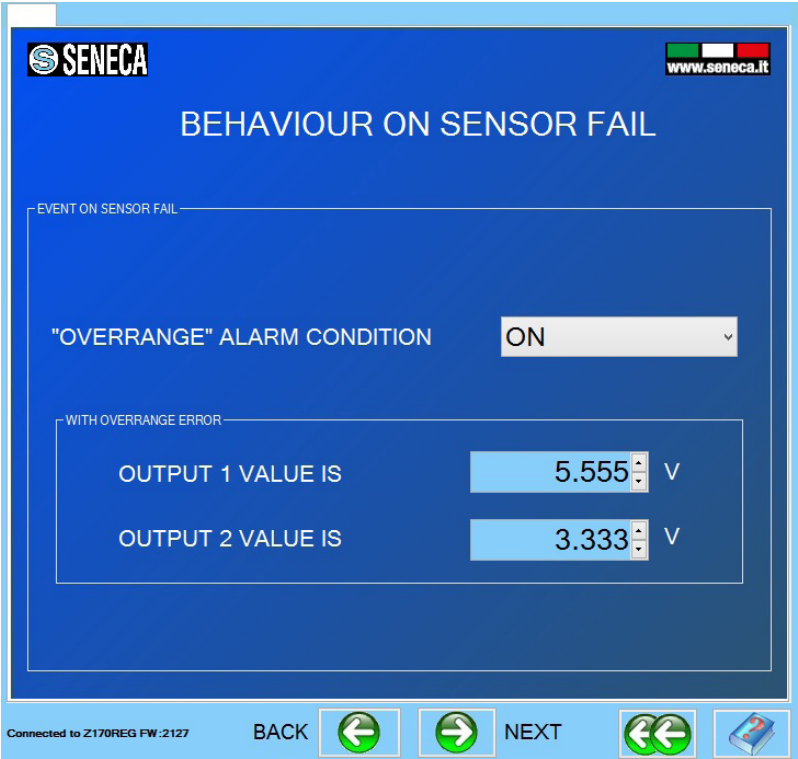 SENECA
www.seneca.it
BEHAVIOUR ON SENSOR FAIL
EVENT ON SENSOR FAIL
"OVERRANGE" ALARM CONDITION ON
WITH OVERRANGE ERROR
OUTPUT 1 VALUE IS 5.555 V
OUTPUT 2 VALUE IS 3.333 V
Connected to Z170REG FW:2127 BACK NEXT